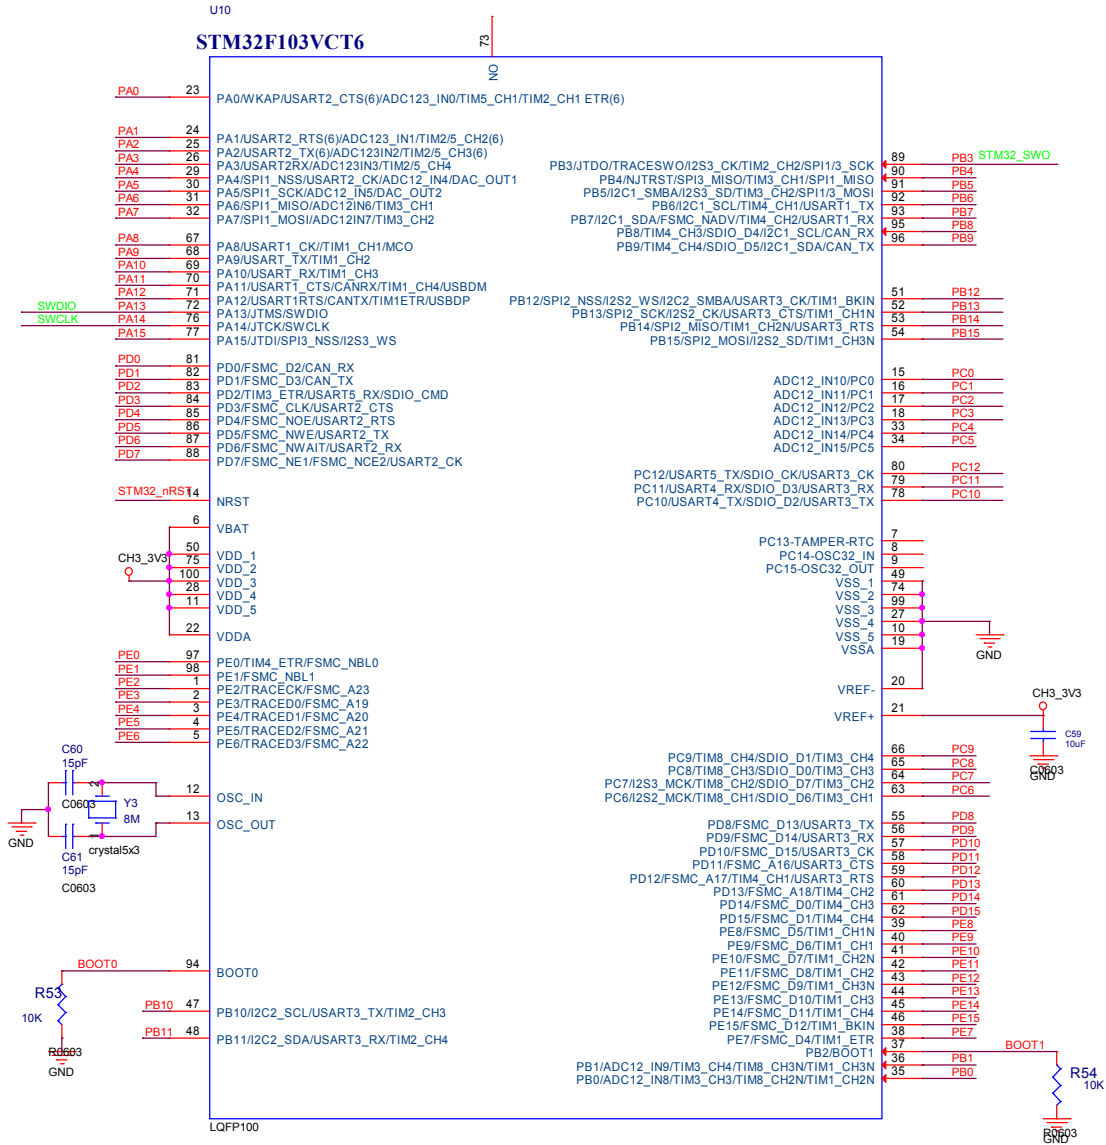 U10
STM32F103VCT6
73
NO
PA0 23 PA0/WKAP/USART2_CTS(6)/ADC123_IN0/TIM5_CH1/TIM2_CH1 ETR(6)
PA1 24 PA1/USART2_RTS(6)/ADC123_IN1/TIM2/5_CH2(6)
PA2 25 PA2/USART2_TX(6)/ADC123IN2/TIM2/5_CH3(6)
PA3 26 PA3/USART2RX/ADC123IN3/TIM2/5_CH4
PA4 29 PA4/SPI1_NSS/USART2_CK/ADC12_IN4/DAC_OUT1
PA5 30 PA5/SPI1_SCK/ADC12_IN5/DAC_OUT2
PA6 31 PA6/SPI1_MISO/ADC12IN6/TIM3_CH1
PA7 32 PA7/SPI1_MOSI/ADC12IN7/TIM3_CH2
PA8 67 PA8/USART1_CK//TIM1_CH1/MCO
PA9 68 PA9/USART_TX/TIM1_CH2
PA10 69 PA10/USART_RX/TIM1_CH3
PA11 70 PA11/USART1_CTS/CANRX/TIM1_CH4/USBDM
PA12 71 PA12/USART1RTS/CANTX/TIM1ETR/USBDP
SWDIO PA13 72 PA13/JTMS/SWDIO
SWCLK PA14 76 PA14/JTCK/SWCLK
PA15 77 PA15/JTDI/SPI3_NSS/I2S3_WS
PD0 81 PD0/FSMC_D2/CAN_RX
PD1 82 PD1/FSMC_D3/CAN_TX
PD2 83 PD2/TIM3_ETR/USART5_RX/SDIO_CMD
PD3 84 PD3/FSMC_CLK/USART2_CTS
PD4 85 PD4/FSMC_NOE/USART2_RTS
PD5 86 PD5/FSMC_NWE/USART2_TX
PD6 87 PD6/FSMC_NWAIT/USART2_RX
PD7 88 PD7/FSMC_NE1/FSMC_NCE2/USART2_CK
STM32_nRST 14 NRST
6 VBAT
CH3_3V3
50 VDD_1
75 VDD_2
100 VDD_3
28 VDD_4
11 VDD_5
22 VDDA
PE0 97 PE0/TIM4_ETR/FSMC_NBL0
PE1 98 PE1/FSMC_NBL1
PE2 1 PE2/TRACECK/FSMC_A23
PE3 2 PE3/TRACED0/FSMC_A19
PE4 3 PE4/TRACED1/FSMC_A20
PE5 4 PE5/TRACED2/FSMC_A21
PE6 5 PE6/TRACED3/FSMC_A22
C60
15pF
C0603
2
Y3
8M
1
crystal5x3
GND
C61
15pF
C0603
12 OSC_IN
13 OSC_OUT
BOOT0 94 BOOT0
R53
10K
R0603
GND
PB10 47 PB10/I2C2_SCL/USART3_TX/TIM2_CH3
PB11 48 PB11/I2C2_SDA/USART3_RX/TIM2_CH4
LQFP100
PB3/JTDO/TRACESWO/I2S3_CK/TIM2_CH2/SPI1/3_SCK 89 PB3 STM32_SWO
PB4/NJTRST/SPI3_MISO/TIM3_CH1/SPI1_MISO 90 PB4
PB5/I2C1_SMBA/I2S3_SD/TIM3_CH2/SPI1/3_MOSI 91 PB5
PB6/I2C1_SCL/TIM4_CH1/USART1_TX 92 PB6
PB7/I2C1_SDA/FSMC_NADV/TIM4_CH2/USART1_RX 93 PB7
PB8/TIM4_CH3/SDIO_D4/I2C1_SCL/CAN_RX 95 PB8
PB9/TIM4_CH4/SDIO_D5/I2C1_SDA/CAN_TX 96 PB9
PB12/SPI2_NSS/I2S2_WS/I2C2_SMBA/USART3_CK/TIM1_BKIN 51 PB12
PB13/SPI2_SCK/I2S2_CK/USART3_CTS/TIM1_CH1N 52 PB13
PB14/SPI2_MISO/TIM1_CH2N/USART3_RTS 53 PB14
PB15/SPI2_MOSI/I2S2_SD/TIM1_CH3N 54 PB15
ADC12_IN10/PC0 15 PC0
ADC12_IN11/PC1 16 PC1
ADC12_IN12/PC2 17 PC2
ADC12_IN13/PC3 18 PC3
ADC12_IN14/PC4 33 PC4
ADC12_IN15/PC5 34 PC5
PC12/USART5_TX/SDIO_CK/USART3_CK 80 PC12
PC11/USART4_RX/SDIO_D3/USART3_RX 79 PC11
PC10/USART4_TX/SDIO_D2/USART3_TX 78 PC10
PC13-TAMPER-RTC 7
PC14-OSC32_IN 8
PC15-OSC32_OUT 9
VSS_1 49
VSS_2 74
VSS_3 99
VSS_4 27
VSS_5 10
VSSA 19
GND
VREF- 20
VREF+ 21
CH3_3V3
C59
10uF
C0603
GND
PC9/TIM8_CH4/SDIO_D1/TIM3_CH4 66 PC9
PC8/TIM8_CH3/SDIO_D0/TIM3_CH3 65 PC8
PC7/I2S3_MCK/TIM8_CH2/SDIO_D7/TIM3_CH2 64 PC7
PC6/I2S2_MCK/TIM8_CH1/SDIO_D6/TIM3_CH1 63 PC6
PD8/FSMC_D13/USART3_TX 55 PD8
PD9/FSMC_D14/USART3_RX 56 PD9
PD10/FSMC_D15/USART3_CK 57 PD10
PD11/FSMC_A16/USART3_CTS 58 PD11
PD12/FSMC_A17/TIM4_CH1/USART3_RTS 59 PD12
PD13/FSMC_A18/TIM4_CH2 60 PD13
PD14/FSMC_D0/TIM4_CH3 61 PD14
PD15/FSMC_D1/TIM4_CH4 62 PD15
PE8/FSMC_D5/TIM1_CH1N 39 PE8
PE9/FSMC_D6/TIM1_CH1 40 PE9
PE10/FSMC_D7/TIM1_CH2N 41 PE10
PE11/FSMC_D8/TIM1_CH2 42 PE11
PE12/FSMC_D9/TIM1_CH3N 43 PE12
PE13/FSMC_D10/TIM1_CH3 44 PE13
PE14/FSMC_D11/TIM1_CH4 45 PE14
PE15/FSMC_D12/TIM1_BKIN 46 PE15
PE7/FSMC_D4/TIM1_ETR 38 PE7
PB2/BOOT1 37 BOOT1
PB1/ADC12_IN9/TIM3_CH4/TIM8_CH3N/TIM1_CH3N 36 PB1
PB0/ADC12_IN8/TIM3_CH3/TIM8_CH2N/TIM1_CH2N 35 PB0
R54
10K
R0603
GND